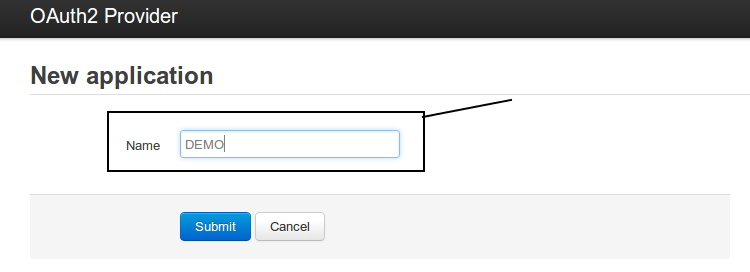 OAuth2 Provider
New application
Name DEMO
Submit Cancel